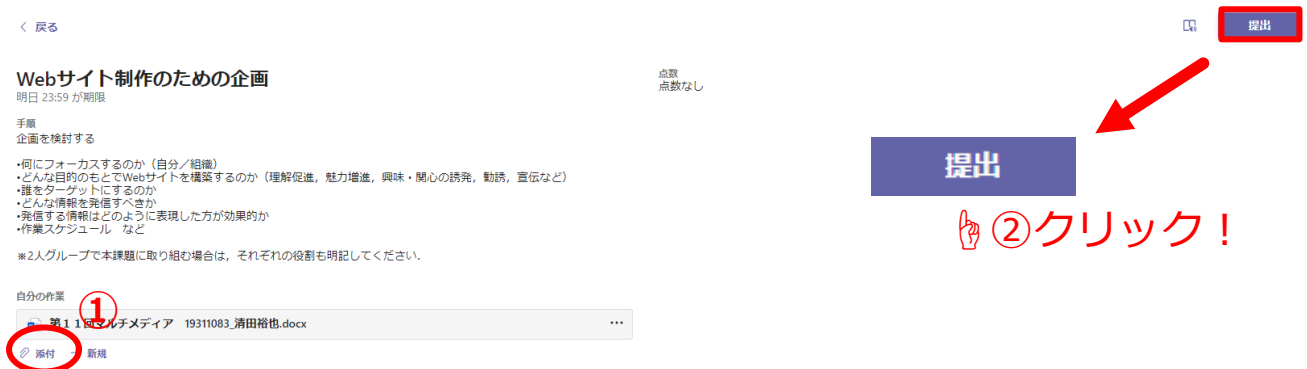 戻る
提出
Webサイト制作のための企画
明日 23:59 が期限
点数
点数なし
手順
企画を検討する
•何にフォーカスするのか（自分／組織）
•どんな目的のもとでWebサイトを構築するのか（理解促進，魅力増進，興味・関心の誘発，勧誘，宣伝など）
•誰をターゲットにするのか
•どんな情報を発信すべきか
•発信する情報はどのように表現した方が効果的か
•作業スケジュール　など
※2人グループで本課題に取り組む場合は，それぞれの役割も明記してください．
提出
☝②クリック！
自分の作業
①
第１１回マルチメディア　19311083_清田裕也.docx
…
添付
新規